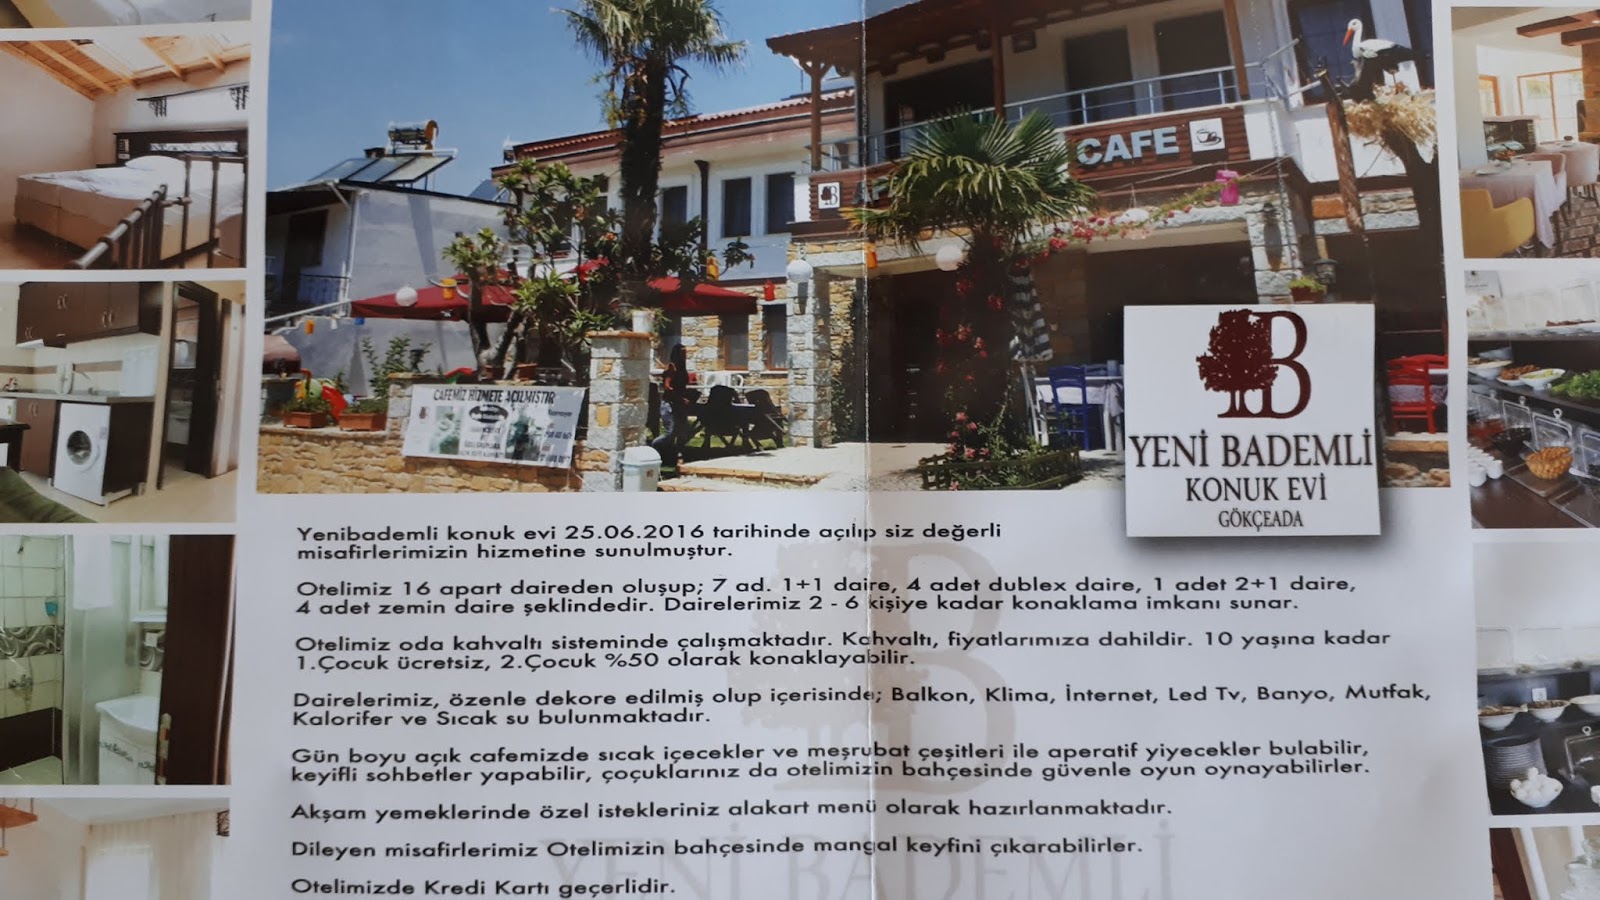 CAFE
B
CAFEMİZ HİZMETE AÇILMIŞTIR
B
YENİ BADEMLİ
KONUK EVİ
GÖKÇEADA
Yenibademli konuk evi 25.06.2016 tarihinde açılıp siz değerli
misafirlerimizin hizmetine sunulmuştur.
Otelimiz 16 apart daireden oluşup; 7 ad. 1+1 daire, 4 adet dublex daire, 1 adet 2+1 daire,
4 adet zemin daire şeklindedir. Dairelerimiz 2 - 6 kişiye kadar konaklama imkanı sunar.
Otelimiz oda kahvaltı sisteminde çalışmaktadır. Kahvaltı, fiyatlarımıza dahildir. 10 yaşına kadar
1.Çocuk ücretsiz, 2.Çocuk %50 olarak konaklayabilir.
Dairelerimiz, özenle dekore edilmiş olup içerisinde; Balkon, Klima, İnternet, Led Tv, Banyo, Mutfak,
Kalorifer ve Sıcak su bulunmaktadır.
Gün boyu açık cafemizde sıcak içecekler ve meşrubat çeşitleri ile aperatif yiyecekler bulabilir,
keyifli sohbetler yapabilir, çoçuklarınız da otelimizin bahçesinde güvenle oyun oynayabilirler.
Akşam yemeklerinde özel istekleriniz alakart menü olarak hazırlanmaktadır.
Dileyen misafirlerimiz Otelimizin bahçesinde mangal keyfini çıkarabilirler.
YENİ BADEMLİ
Otelimizde Kredi Kartı geçerlidir.